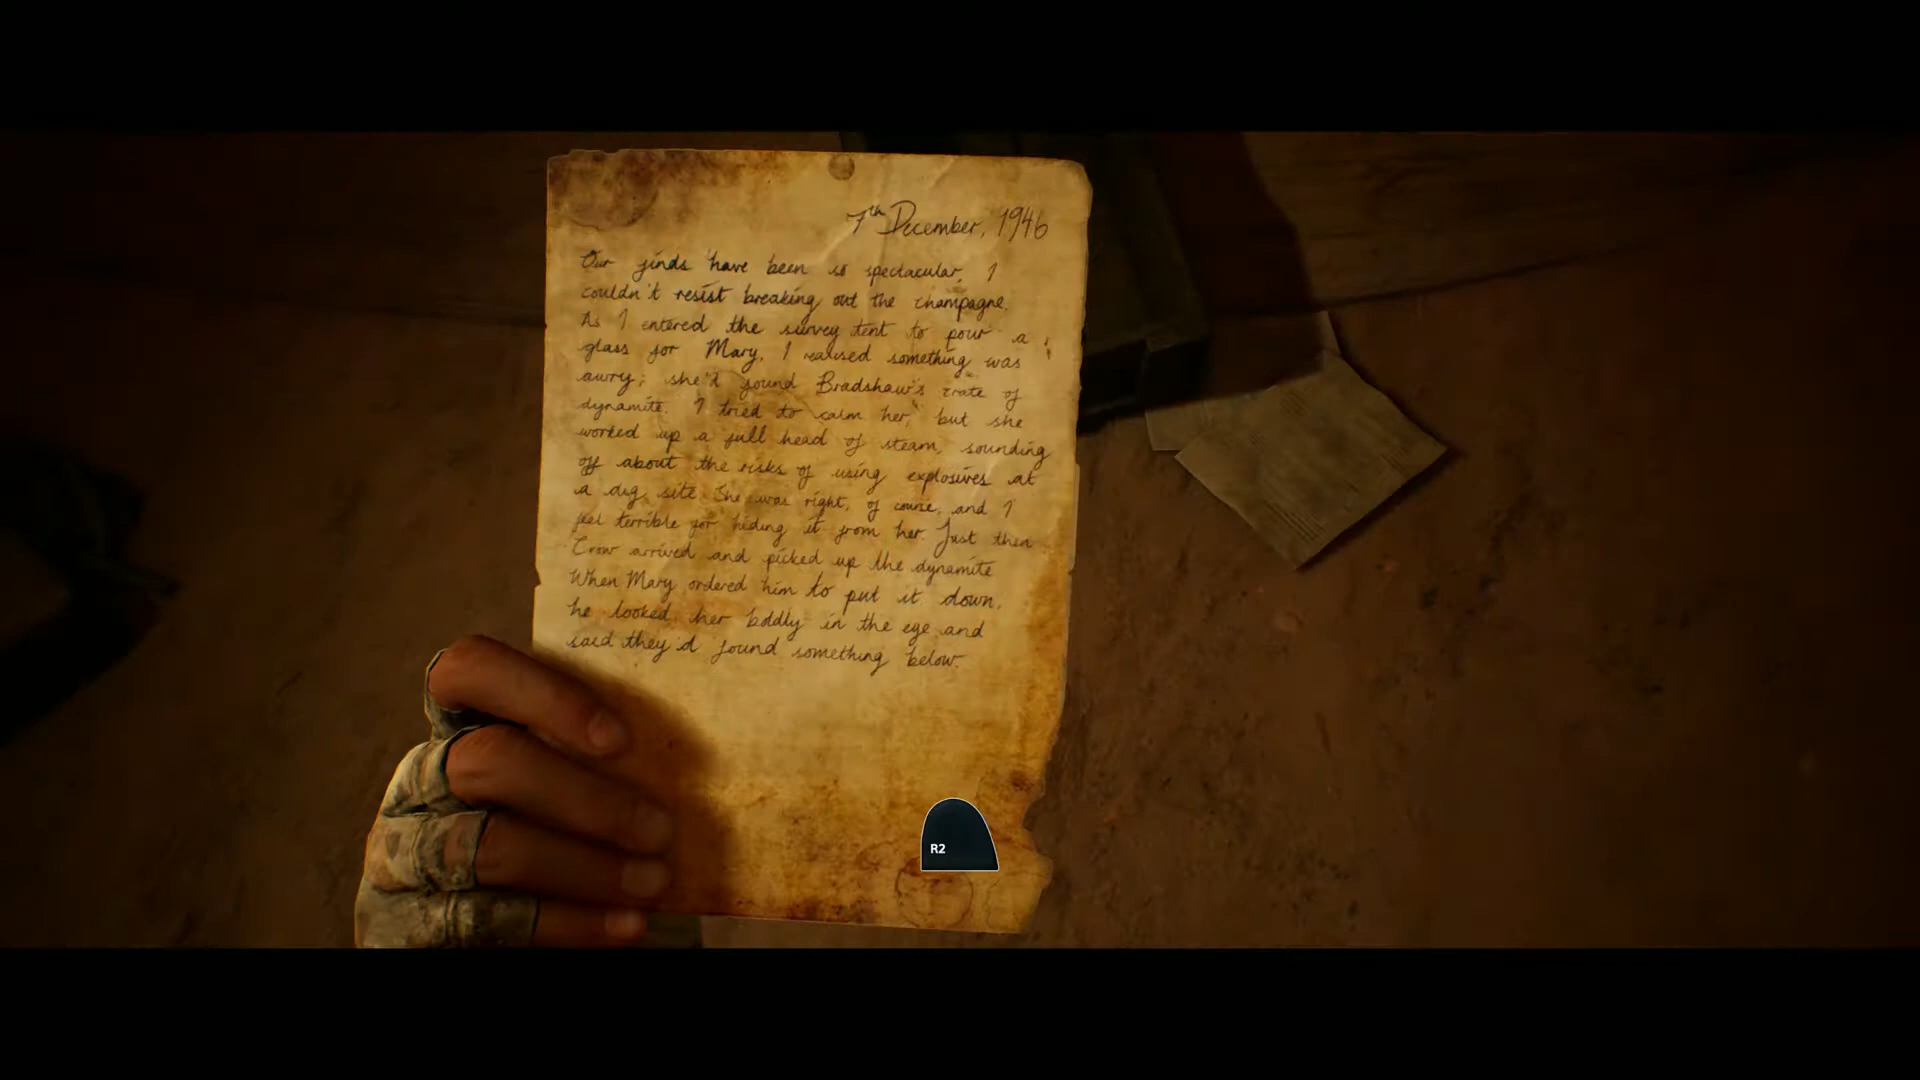 7th December, 1946
Our finds have been so spectacular, I
couldn't resist breaking out the champagne.
As I entered the survey tent to pour a
glass for Mary, I realised something was
awry; she'd found Bradshaw's crate of
dynamite. I tried to calm her, but she
worked up a full head of steam, sounding
off about the risks of using explosives at
a dig site. She was right, of course, and I
feel terrible for hiding it from her. Just then
Crow arrived and picked up the dynamite
When Mary ordered him to put it down,
he looked her boldly in the eye and
said they'd found something below.
R2